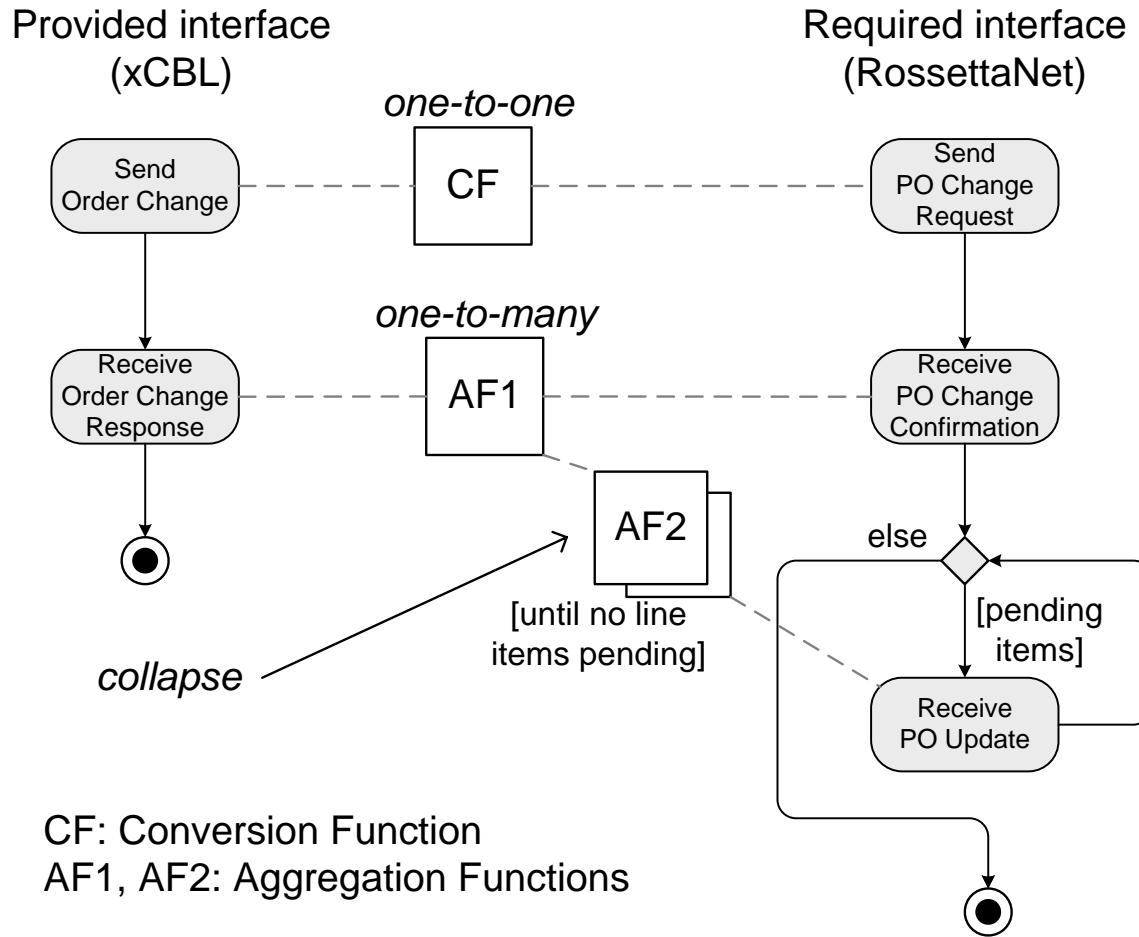 Provided interface
(xCBL)
Required interface
(RossettaNet)
one-to-one
Send
Order Change
CF
Send
PO Change
Request
one-to-many
Receive
Order Change
Response
AF1
Receive
PO Change
Confirmation
AF2
else
[until no line
items pending]
[pending
items]
collapse
Receive
PO Update
CF: Conversion Function
AF1, AF2: Aggregation Functions